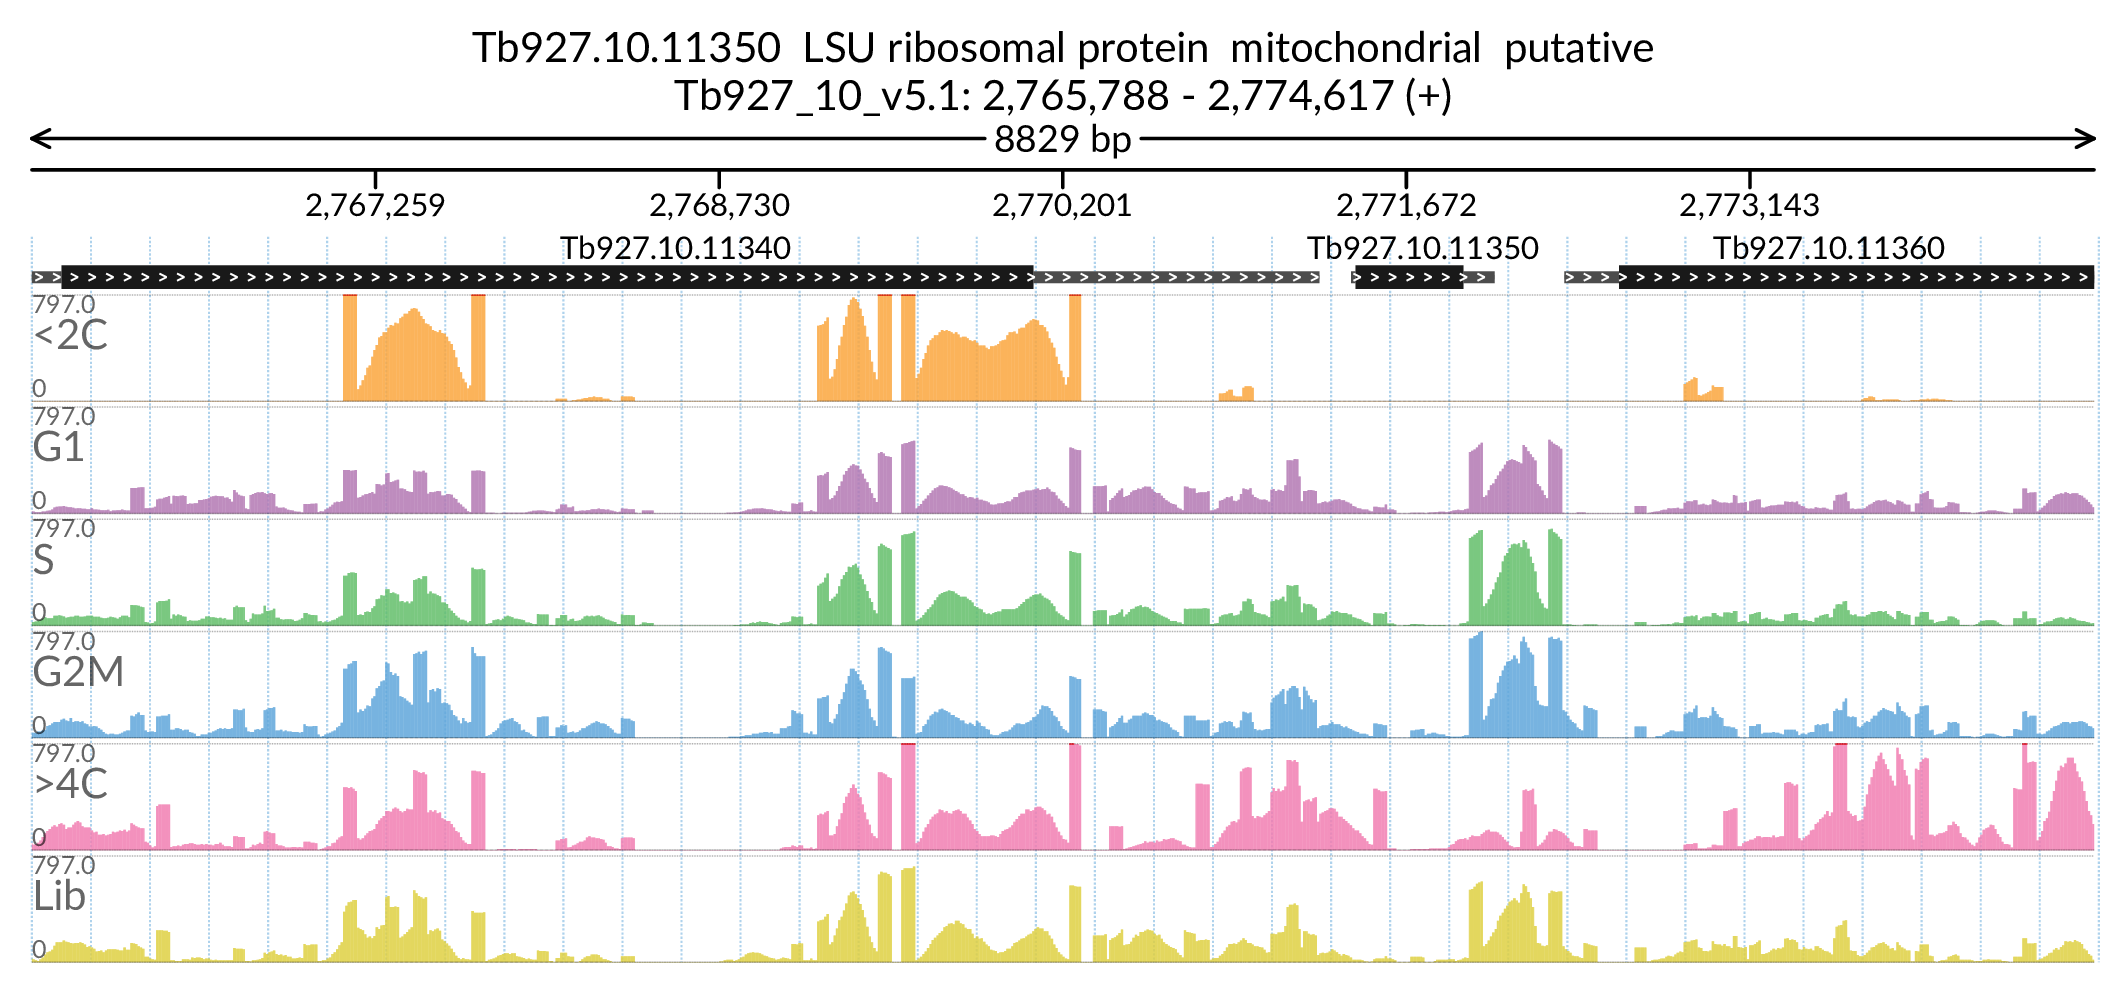 Tb927.10.11350 LSU ribosomal protein mitochondrial putative
Tb927_10_v5.1: 2,765,788 - 2,774,617 (+)
8829 bp
2,767,259 2,768,730 2,770,201 2,771,672 2,773,143
Tb927.10.11340 Tb927.10.11350 Tb927.10.11360
797.0
<2C
0
797.0
G1
0
797.0
S
0
797.0
G2M
0
797.0
>4C
0
797.0
Lib
0